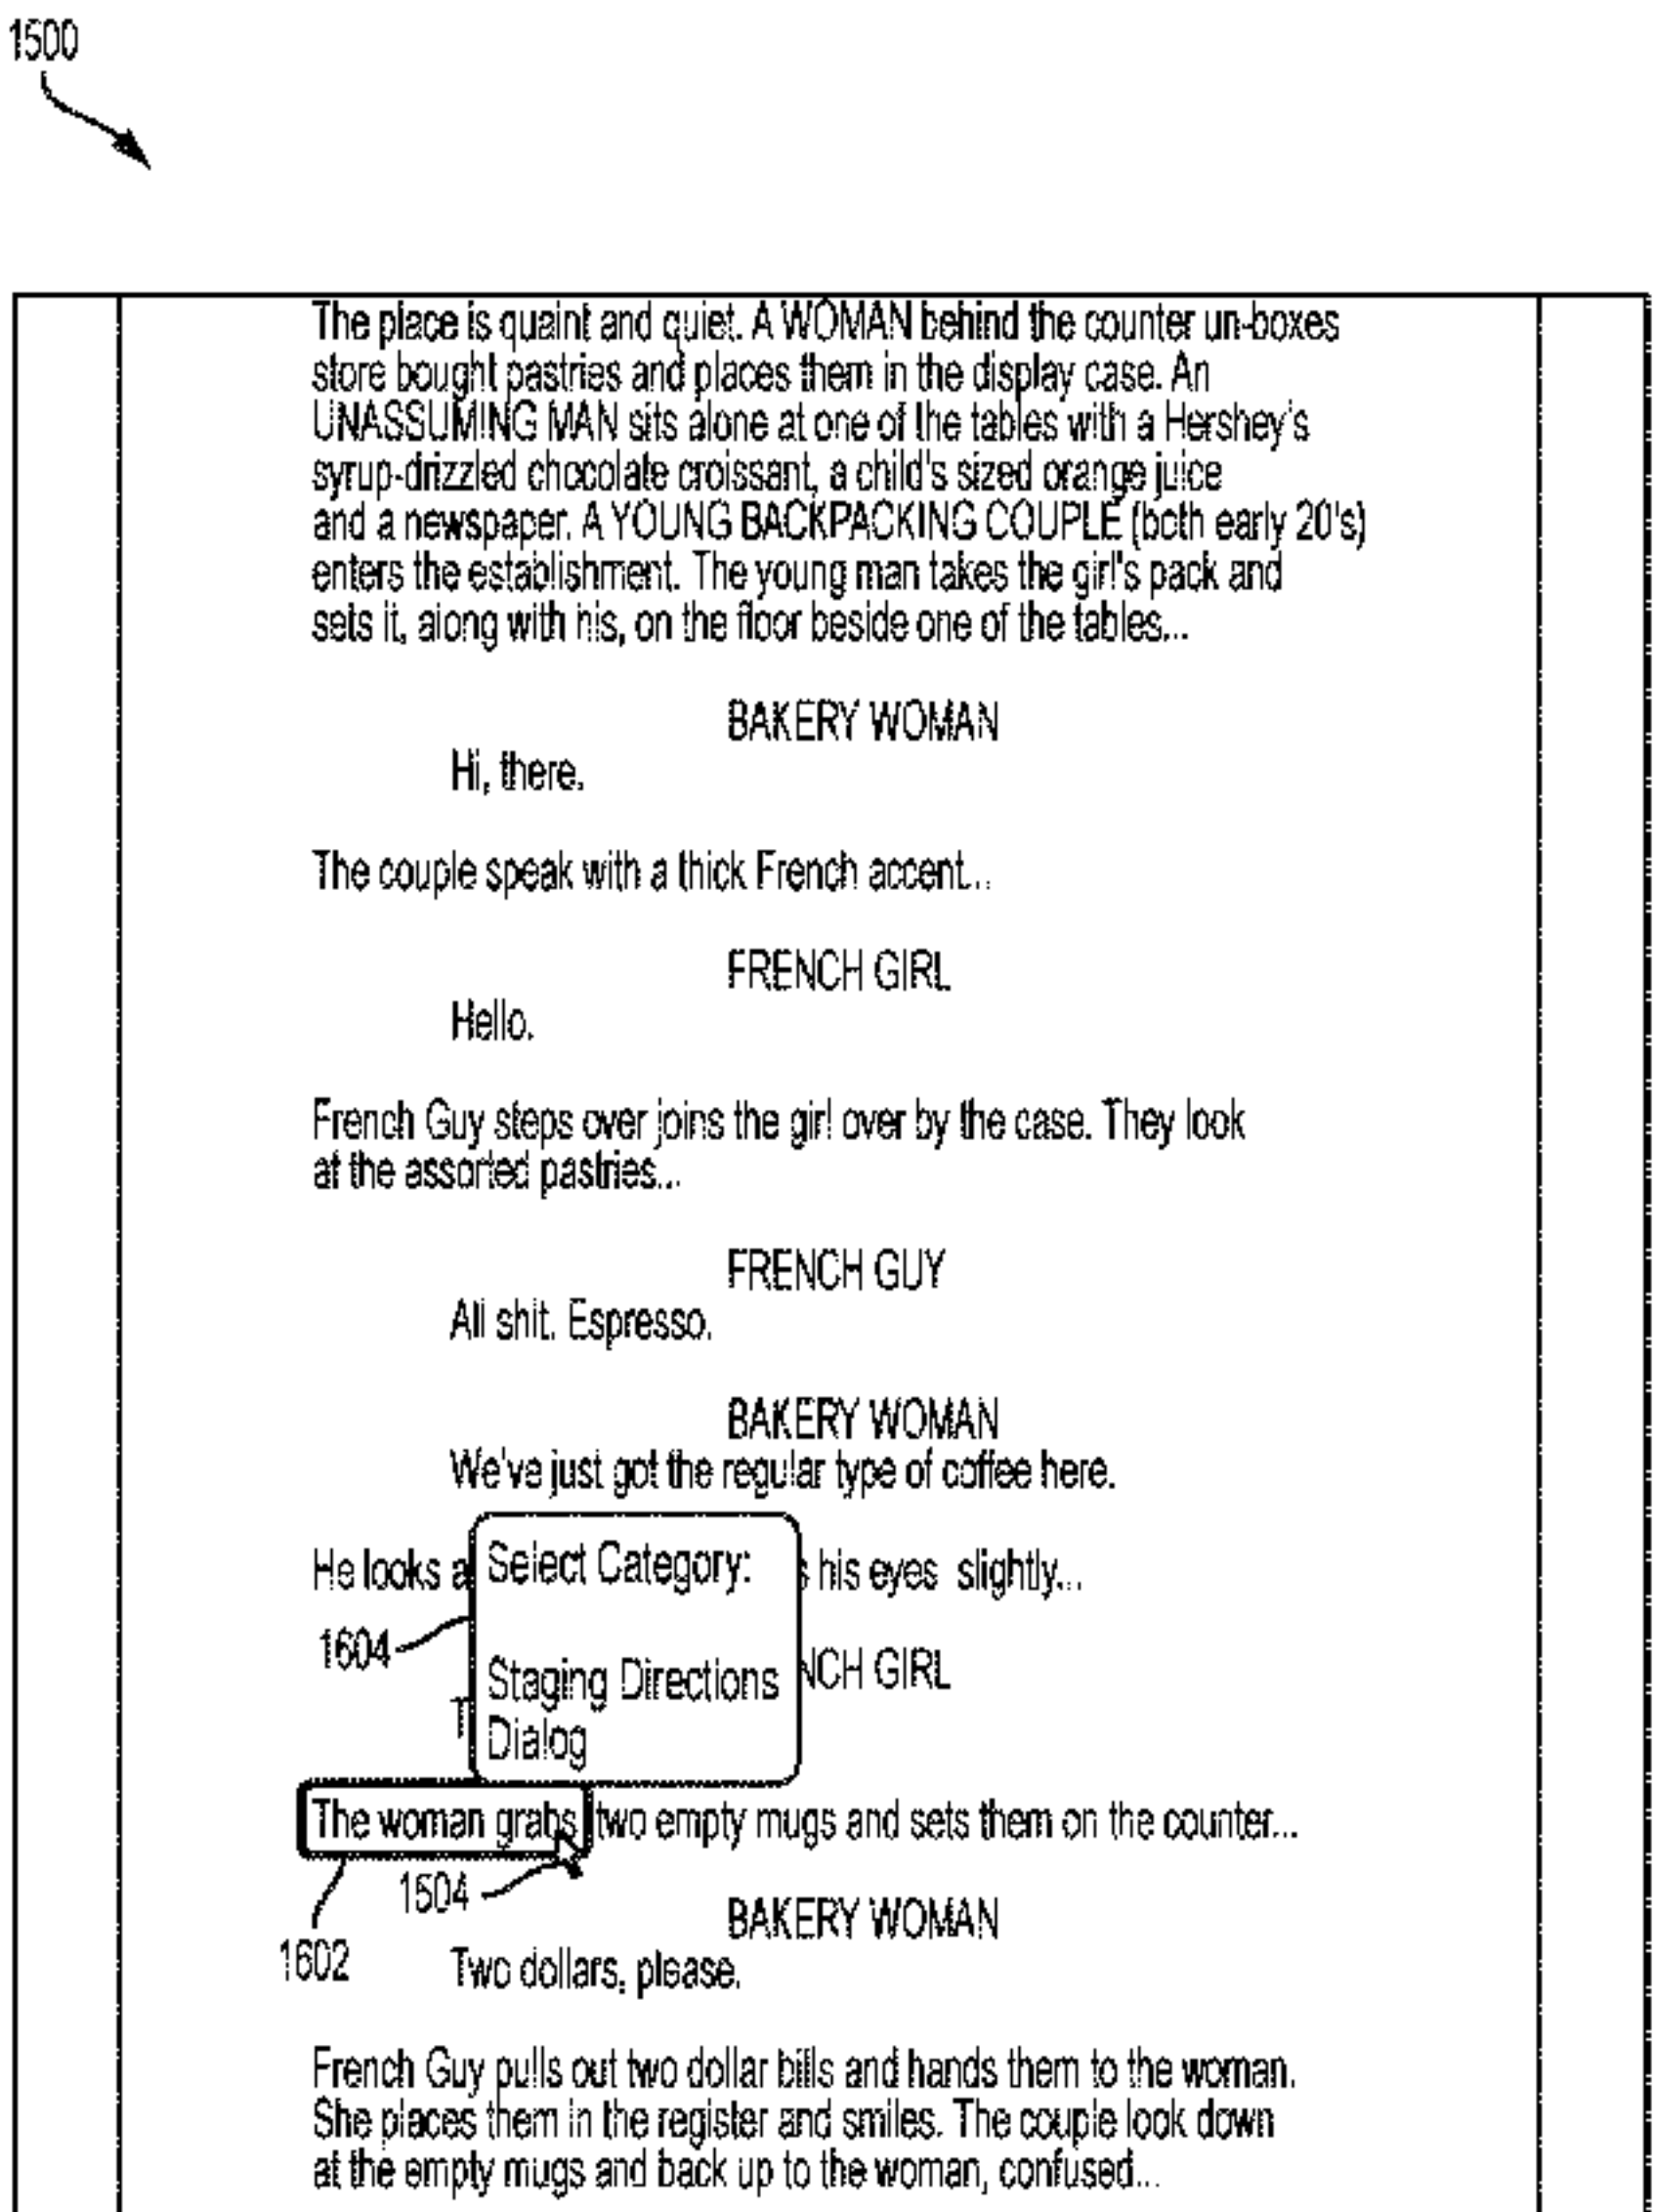 1500
The place is quaint and quiet. A WOMAN behind the counter un-boxes
store bought pastries and places them in the display case. An
UNASSUMING MAN sits alone at one of the tables with a Hershey's
syrup-drizzled chocolate croissant, a child's sized orange juice
and a newspaper. A YOUNG BACKPACKING COUPLE (both early 20's)
enters the establishment. The young man takes the girl's pack and
sets it, along with his, on the floor beside one of the tables...
BAKERY WOMAN
Hi, there.
The couple speak with a thick French accent...
FRENCH GIRL
Hello.
French Guy steps over joins the girl over by the case. They look
at the assorted pastries...
FRENCH GUY
All shit. Espresso.
BAKERY WOMAN
We've just got the regular type of coffee here.
He looks
Select Category:
his eyes slightly...
1604
Staging Directions
NCH GIRL
Dialog
The woman grabs two empty mugs and sets them on the counter...
1504
BAKERY WOMAN
1602
Two dollars, please.
French Guy pulls out two dollar bills and hands them to the woman.
She places them in the register and smiles. The couple look down
at the empty mugs and back up to the woman, confused...